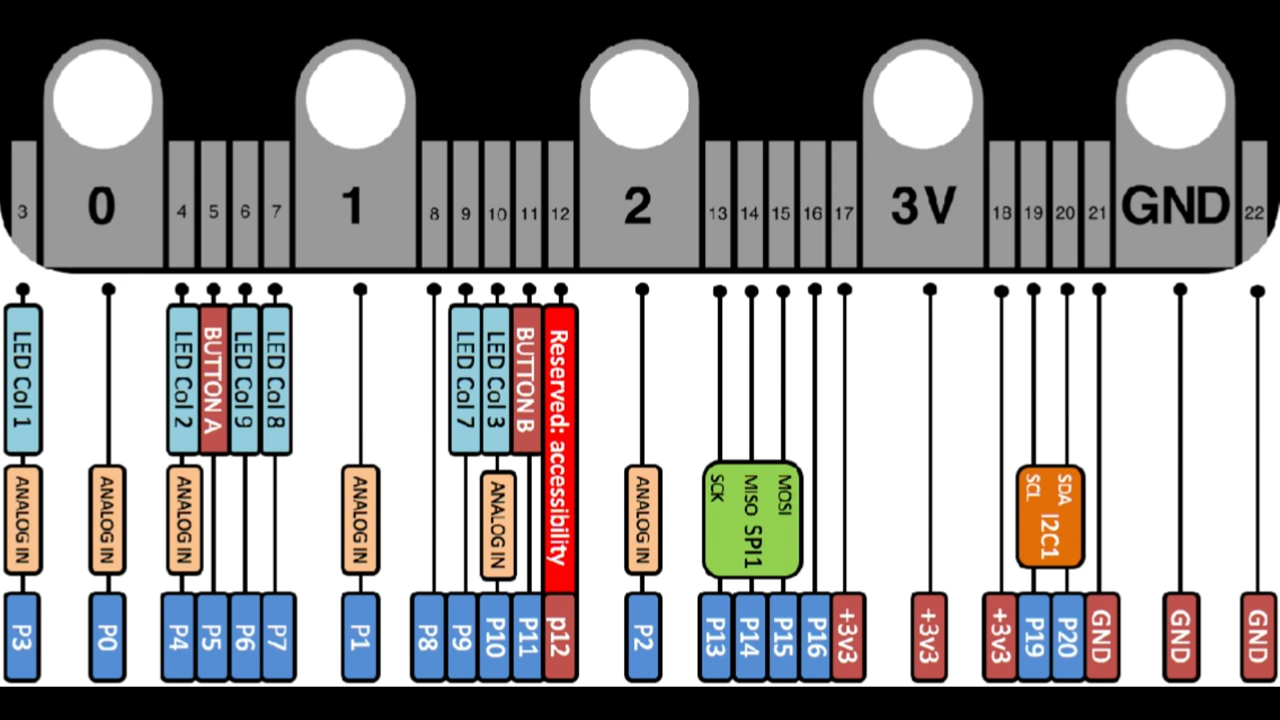 3
0
4
5
6
7
1
8
9
10
11
12
2
13
14
15
16
17
3V
18
19
20
21
GND
22
LED Col 1
LED Col 2
BUTTON A
LED Col 9
LED Col 8
LED Col 7
LED Col 3
BUTTON B
Reserved: accessibility
ANALOG IN
ANALOG IN
ANALOG IN
ANALOG IN
ANALOG IN
ANALOG IN
SCK
MISO
MOSI
SPI1
SCL
SDA
I2C1
P3
P0
P4
P5
P6
P7
P1
P8
P9
P10
P11
p12
P2
P13
P14
P15
P16
+3v3
+3v3
+3v3
P19
P20
GND
GND
GND